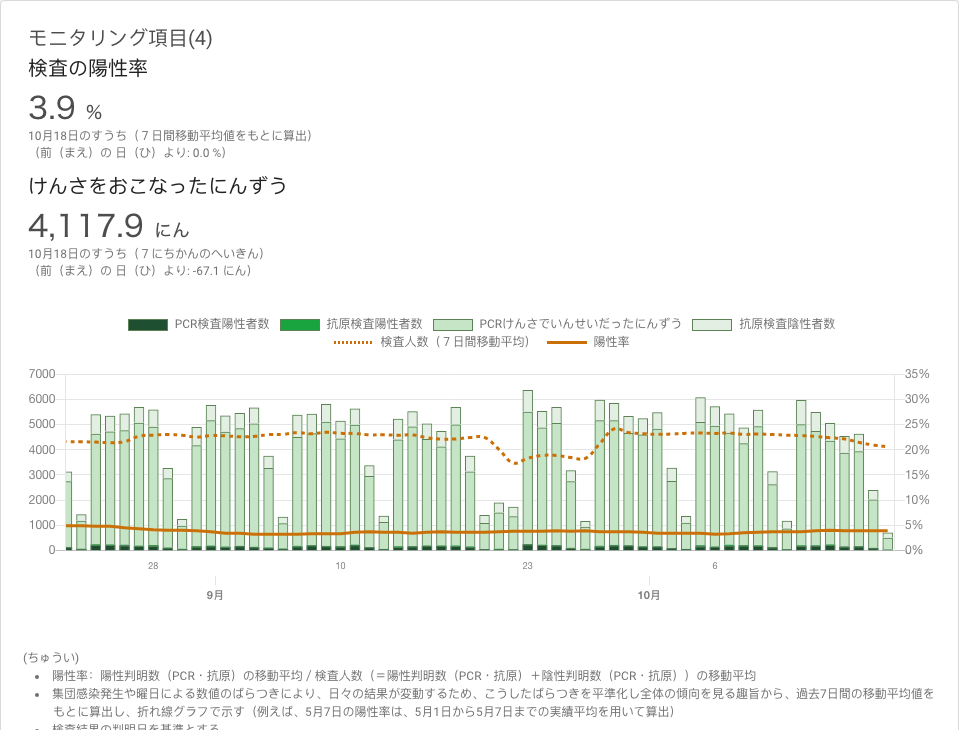 モニタリング項目(4)
検査の陽性率
3.9 %
10月18日のすうち（７日間移動平均値をもとに算出）
（前（まえ）の 日（ひ）より: 0.0 %）
けんさをおこなったにんずう
4,117.9 にん
10月18日のすうち（７にちかんのへいきん）
（前（まえ）の 日（ひ）より: -67.1 にん）
PCR検査陽性者数 抗原検査陽性者数 PCRけんさでいんせいだったにんずう 抗原検査陰性者数
検査人数（７日間移動平均） 陽性率
7000 35%
6000 30%
5000 25%
4000 20%
3000 15%
2000 10%
1000 5%
0 0%
28 10 23 6
9月 10月
(ちゅうい)
• 陽性率：陽性判明数（PCR・抗原）の移動平均 / 検査人数（＝陽性判明数（PCR・抗原）＋陰性判明数（PCR・抗原））の移動平均
• 集団感染発生や曜日による数値のばらつきにより、日々の結果が変動するため、こうしたばらつきを平準化し全体の傾向を見る趣旨から、過去7日間の移動平均値を
もとに算出し、折れ線グラフで示す（例えば、5月7日の陽性率は、5月1日から5月7日までの実績平均を用いて算出）
• 検査結果の判明日を基準とする